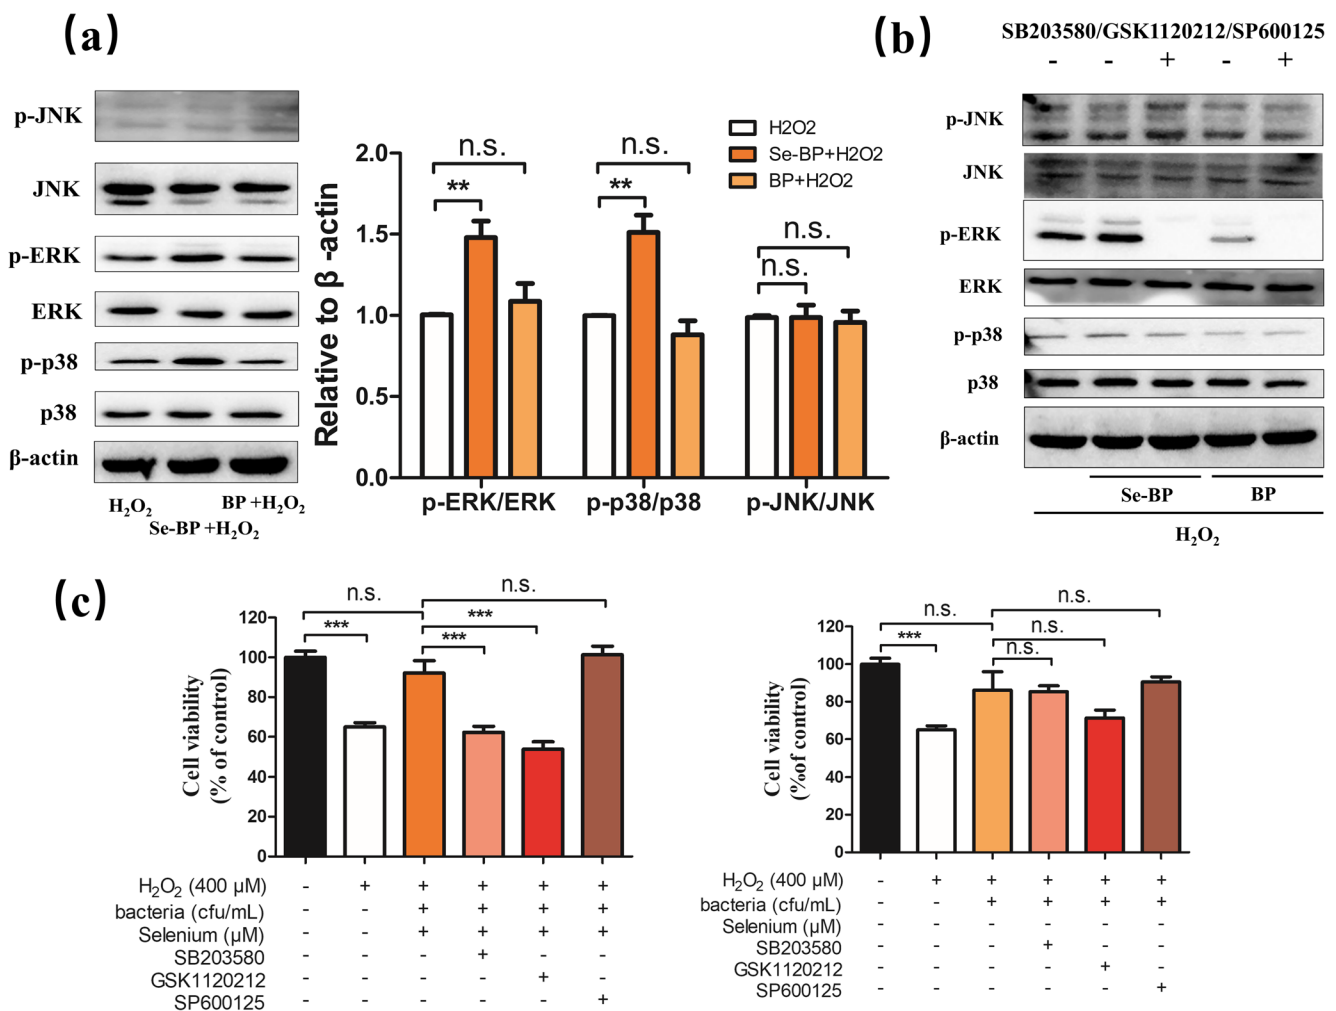 (a)
p-JNK
JNK
p-ERK
ERK
p-p38
p38
β-actin
H₂O₂
BP +H₂O₂
Se-BP +H₂O₂
H2O2
Se-BP+H2O2
BP+H2O2
Relative to β -actin
2.0
1.5
1.0
0.5
0.0
n.s.
**
n.s.
**
n.s.
n.s.
p-ERK/ERK
p-p38/p38
p-JNK/JNK
(b)
SB203580/GSK1120212/SP600125
- - + - +
p-JNK
JNK
p-ERK
ERK
p-p38
p38
β-actin
Se-BP
BP
H₂O₂
(c)
Cell viability
(% of control)
120
100
80
60
40
20
0
n.s.
***
n.s.
***
***
H₂O₂ (400 μM) - + + + + +
bacteria (cfu/mL) - - + + + +
Selenium (μM) - - + + + +
SB203580 - - - + - -
GSK1120212 - - - - + -
SP600125 - - - - - +
Cell viability
(%of control)
120
100
80
60
40
20
0
n.s.
***
n.s.
n.s.
n.s.
H₂O₂ (400 μM) - + + + + +
bacteria (cfu/mL) - - + + + +
Selenium (μM) - - - - - -
SB203580 - - - + - -
GSK1120212 - - - - + -
SP600125 - - - - - +